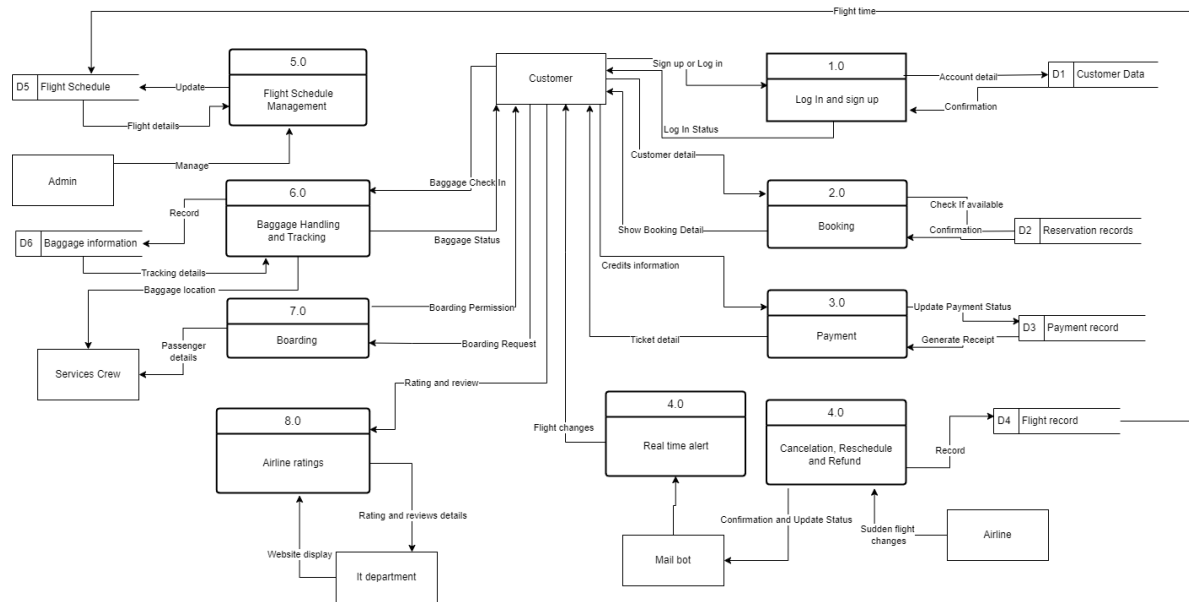 Flight time
5.0
Flight Schedule
Management
D5 Flight Schedule
Update
Flight details
Customer
Sign up or Log in
1.0
Log In and sign up
Account detail
D1 Customer Data
Confirmation
Log In Status
Customer detail
Admin
Manage
6.0
Baggage Handling
and Tracking
Baggage Check In
Record
D6 Baggage information
Baggage Status
Tracking details
Baggage location
2.0
Booking
Check If available
Show Booking Detail
Confirmation
D2 Reservation records
Credits information
7.0
Boarding
Boarding Permission
Boarding Request
Passenger
details
Services Crew
3.0
Payment
Update Payment Status
D3 Payment record
Ticket detail
Generate Receipt
Rating and review
8.0
Airline ratings
Flight changes
4.0
Real time alert
4.0
Cancelation, Reschedule
and Refund
D4 Flight record
Record
Rating and reviews details
Confirmation and Update Status
Sudden flight
changes
Airline
Website display
It department
Mail bot